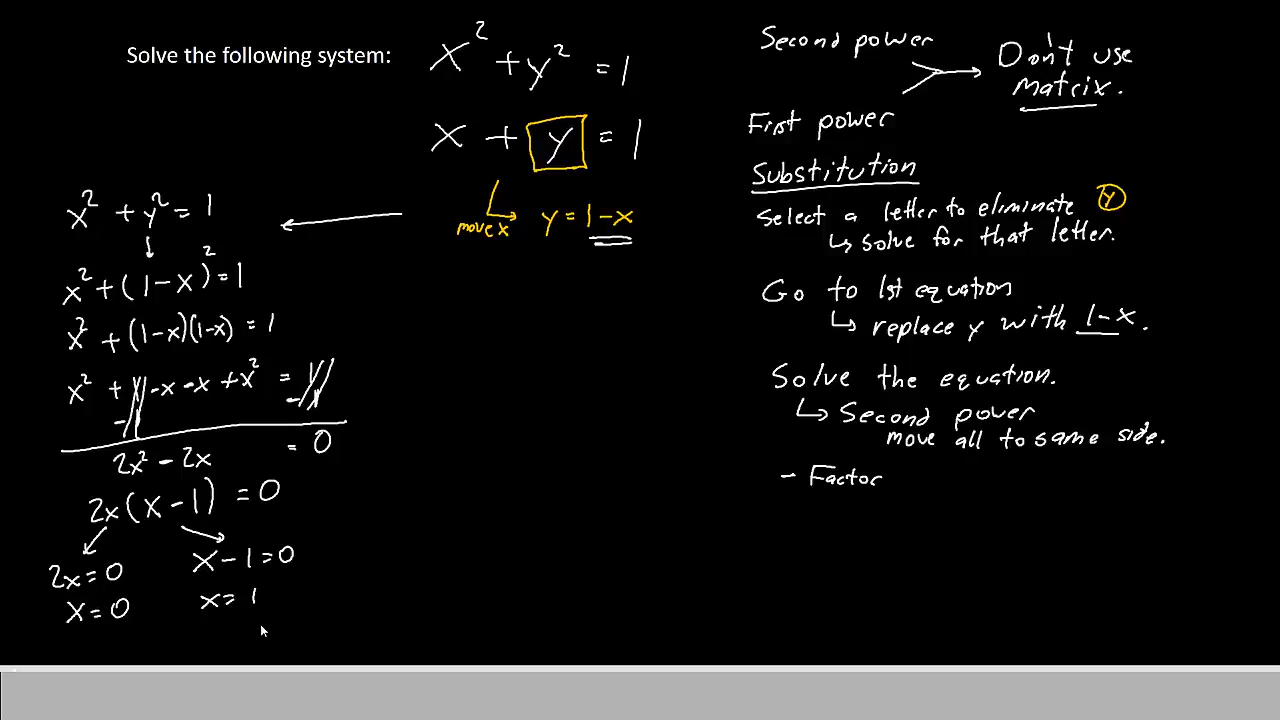 Solve the following system:
x² + y² = 1
x + y = 1
move x y = 1 - x
x² + y² = 1
x² + (1 - x)² = 1
x² + (1-x)(1-x) = 1
x² + 1 - x - x + x² = 1
-1 -1
2x² - 2x = 0
2x(x - 1) = 0
2x = 0 x - 1 = 0
x = 0 x = 1
Second power
Don't use
matrix.
First power
Substitution
Select a letter to eliminate y
↳ solve for that letter.
Go to 1st equation
↳ replace y with 1-x.
Solve the equation.
↳ Second power
move all to same side.
- Factor